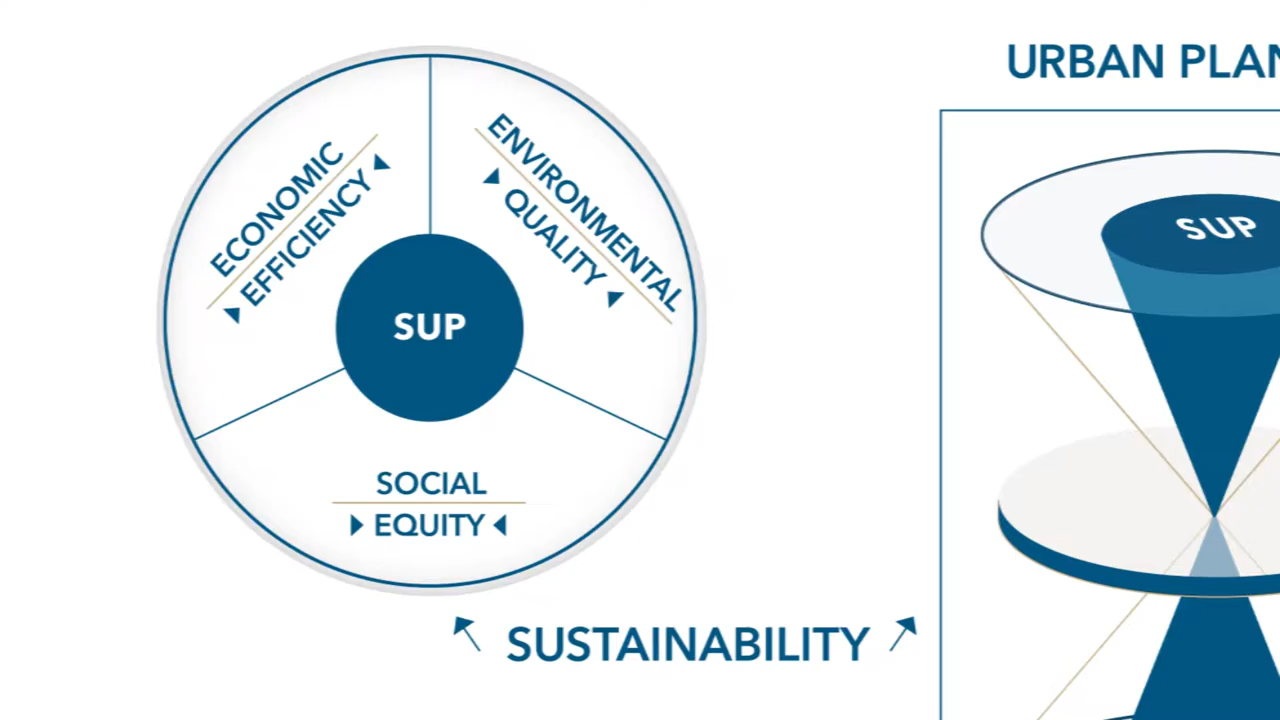 ECONOMIC
EFFICIENCY
ENVIRONMENTAL
QUALITY
SUP
SOCIAL
EQUITY
SUSTAINABILITY
URBAN PLAN
SUP